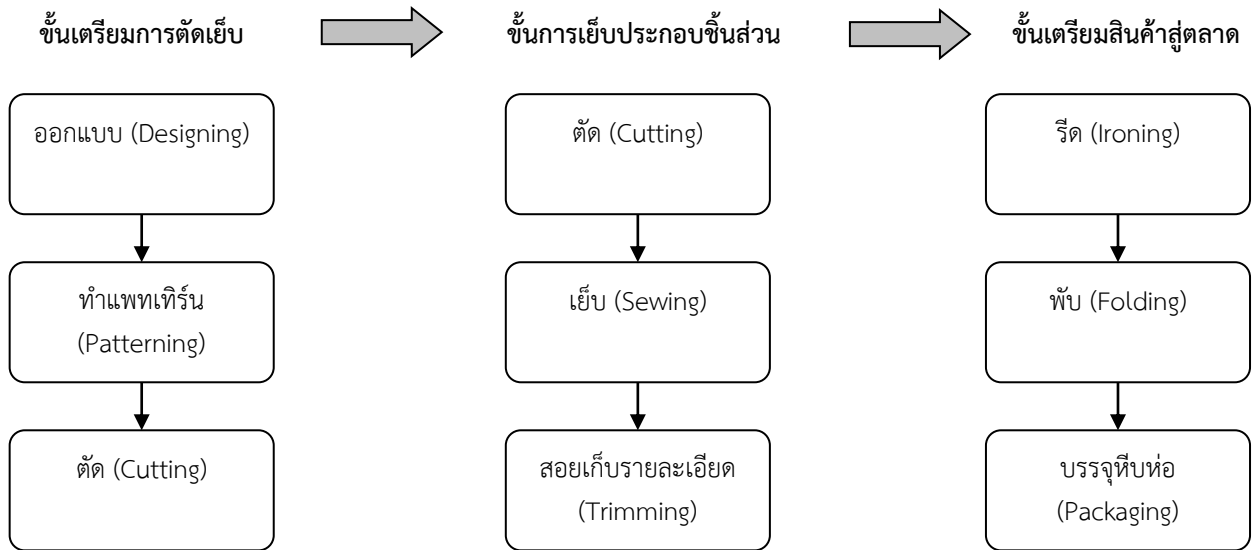 ขั้นเตรียมการตัดเย็บ
ขั้นการเย็บประกอบชิ้นส่วน
ขั้นเตรียมสินค้าสู่ตลาด
ออกแบบ (Designing)
ทำแพทเทิร์น
(Patterning)
ตัด (Cutting)
ตัด (Cutting)
เย็บ (Sewing)
สอยเก็บรายละเอียด
(Trimming)
รีด (Ironing)
พับ (Folding)
บรรจุหีบห่อ
(Packaging)